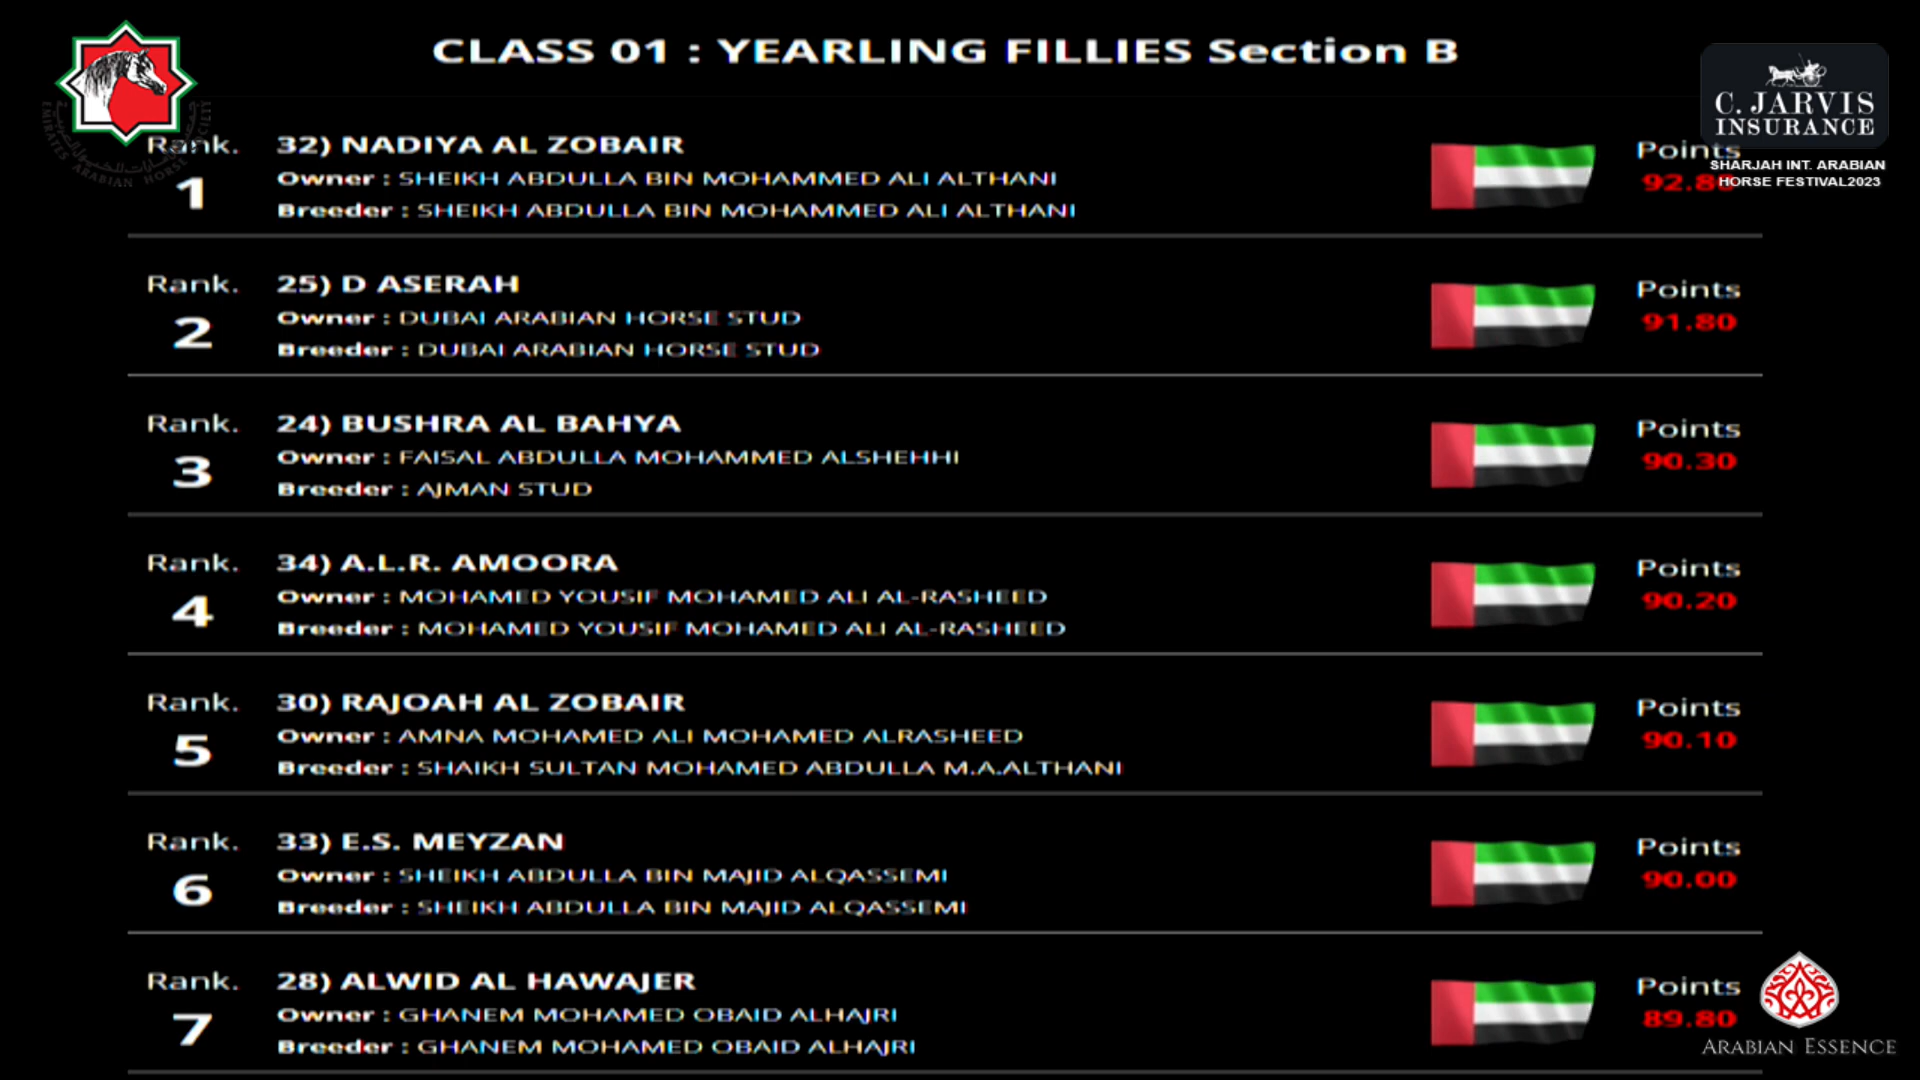 CLASS 01 : YEARLING FILLIES Section B
EMIRATES ARABIAN HORSE SOCIETY
C. JARVIS
INSURANCE
SHARJAH INT. ARABIAN
HORSE FESTIVAL2023
Rank.
1
32) NADIYA AL ZOBAIR
Owner : SHEIKH ABDULLA BIN MOHAMMED ALI ALTHANI
Breeder : SHEIKH ABDULLA BIN MOHAMMED ALI ALTHANI
Points
Rank.
2
25) D ASERAH
Owner : DUBAI ARABIAN HORSE STUD
Breeder : DUBAI ARABIAN HORSE STUD
Points
91.80
Rank.
3
24) BUSHRA AL BAHYA
Owner : FAISAL ABDULLA MOHAMMED ALSHEHHI
Breeder : AJMAN STUD
Points
90.30
Rank.
4
34) A.L.R. AMOORA
Owner : MOHAMED YOUSIF MOHAMED ALI AL-RASHEED
Breeder : MOHAMED YOUSIF MOHAMED ALI AL-RASHEED
Points
90.20
Rank.
5
30) RAJOAH AL ZOBAIR
Owner : AMNA MOHAMED ALI MOHAMED ALRASHEED
Breeder : SHAIKH SULTAN MOHAMED ABDULLA M.A.ALTHANI
Points
90.10
Rank.
6
33) E.S. MEYZAN
Owner : SHEIKH ABDULLA BIN MAJID ALQASSEMI
Breeder : SHEIKH ABDULLA BIN MAJID ALQASSEMI
Points
90.00
Rank.
7
28) ALWID AL HAWAJER
Owner : GHANEM MOHAMED OBAID ALHAJRI
Breeder : GHANEM MOHAMED OBAID ALHAJRI
Points
89.80
ARABIAN ESSENCE